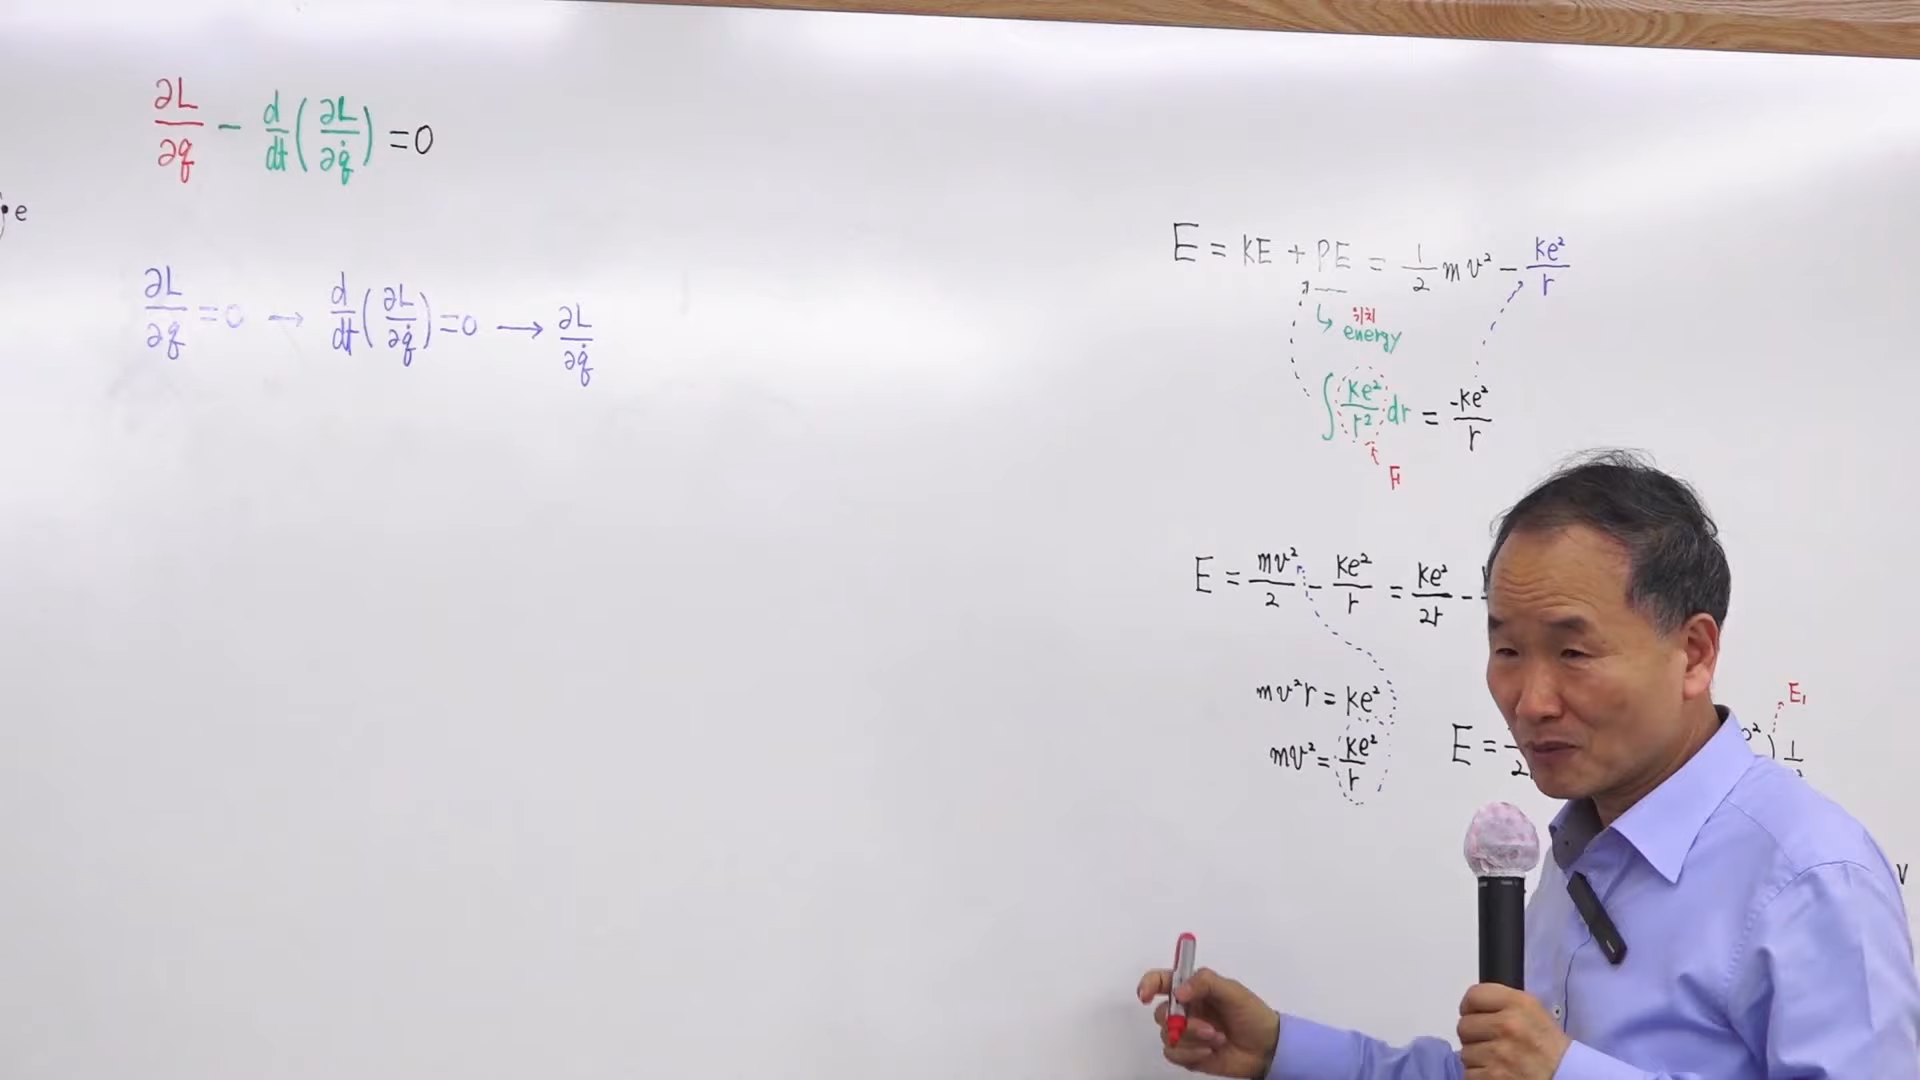 ∂L/∂q - d/dt(∂L/∂q̇) = 0
e
∂L/∂q = 0 → d/dt(∂L/∂q̇) = 0 → ∂L/∂q̇
E = KE + PE = 1/2 mv² - ke²/r
↳ 위치
energy
∫ ke²/r² dr = -ke²/r
F
E = mv²/2 - ke²/r = ke²/2r -
mv²r = ke²
mv² = ke²/r
E₁
E =